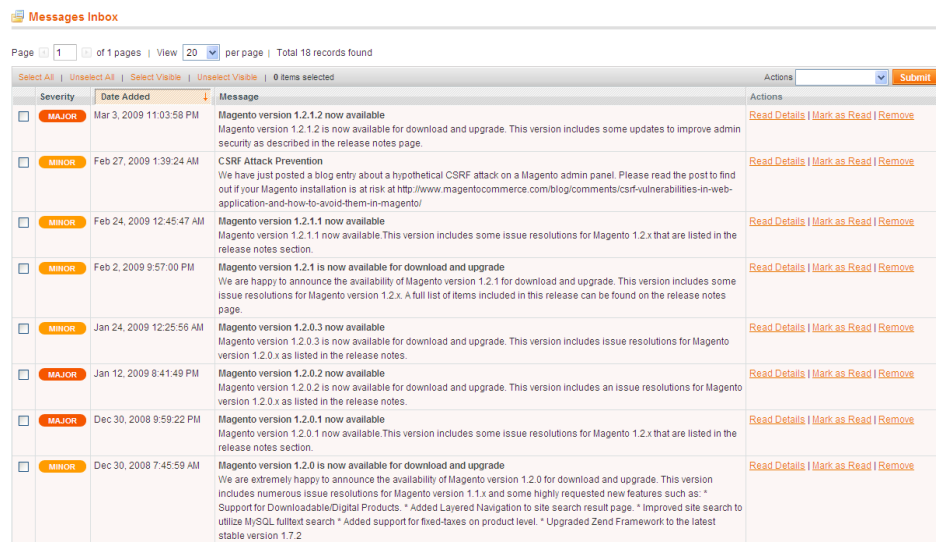 Messages Inbox
Page 1 of 1 pages | View 20 per page | Total 18 records found
Select All | Unselect All | Select Visible | Unselect Visible | 0 items selected Actions Submit
Severity Date Added Message Actions
MAJOR Mar 3, 2009 11:03:58 PM Magento version 1.2.1.2 now available Read Details | Mark as Read | Remove
Magento version 1.2.1.2 is now available for download and upgrade. This version includes some updates to improve admin
security as described in the release notes page.
MINOR Feb 27, 2009 1:39:24 AM CSRF Attack Prevention Read Details | Mark as Read | Remove
We have just posted a blog entry about a hypothetical CSRF attack on a Magento admin panel. Please read the post to find
out if your Magento installation is at risk at http://www.magentocommerce.com/blog/comments/csrf-vulnerabilities-in-web-
application-and-how-to-avoid-them-in-magento/
MINOR Feb 24, 2009 12:45:47 AM Magento version 1.2.1.1 now available Read Details | Mark as Read | Remove
Magento version 1.2.1.1 now available.This version includes some issue resolutions for Magento 1.2.x that are listed in the
release notes section.
MINOR Feb 2, 2009 9:57:00 PM Magento version 1.2.1 is now available for download and upgrade Read Details | Mark as Read | Remove
We are happy to announce the availability of Magento version 1.2.1 for download and upgrade. This version includes some
issue resolutions for Magento version 1.2.x. A full list of items included in this release can be found on the release notes
page.
MINOR Jan 24, 2009 12:25:56 AM Magento version 1.2.0.3 now available Read Details | Mark as Read | Remove
Magento version 1.2.0.3 is now available for download and upgrade. This version includes issue resolutions for Magento
version 1.2.0.x as listed in the release notes.
MAJOR Jan 12, 2009 8:41:49 PM Magento version 1.2.0.2 now available Read Details | Mark as Read | Remove
Magento version 1.2.0.2 is now available for download and upgrade. This version includes an issue resolutions for Magento
version 1.2.0.x as listed in the release notes.
MAJOR Dec 30, 2008 9:59:22 PM Magento version 1.2.0.1 now available Read Details | Mark as Read | Remove
Magento version 1.2.0.1 now available.This version includes some issue resolutions for Magento 1.2.x that are listed in the
release notes section.
MINOR Dec 30, 2008 7:45:59 AM Magento version 1.2.0 is now available for download and upgrade Read Details | Mark as Read | Remove
We are extremely happy to announce the availability of Magento version 1.2.0 for download and upgrade. This version
includes numerous issue resolutions for Magento version 1.1.x and some highly requested new features such as: *
Support for Downloadable/Digital Products. * Added Layered Navigation to site search result page. * Improved site search to
utilize MySQL fulltext search * Added support for fixed-taxes on product level. * Upgraded Zend Framework to the latest
stable version 1.7.2